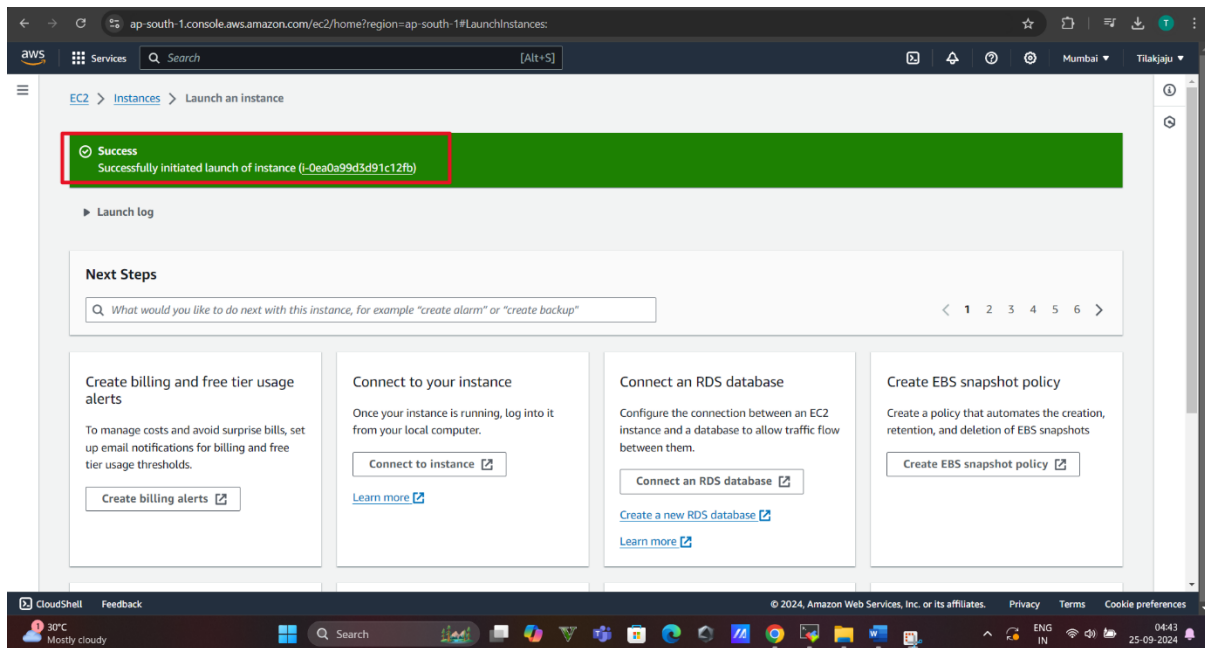 ap-south-1.console.aws.amazon.com/ec2/home?region=ap-south-1#LaunchInstances:
T
aws
Services
Search
[Alt+S]
Mumbai ▼
Tilakjaju ▼
EC2 > Instances > Launch an instance
Success
Successfully initiated launch of instance (i-0ea0a99d3d91c12fb)
Launch log
Next Steps
What would you like to do next with this instance, for example "create alarm" or "create backup"
< 1 2 3 4 5 6 >
Create billing and free tier usage
alerts
To manage costs and avoid surprise bills, set
up email notifications for billing and free
tier usage thresholds.
Create billing alerts
Connect to your instance
Once your instance is running, log into it
from your local computer.
Connect to instance
Learn more
Connect an RDS database
Configure the connection between an EC2
instance and a database to allow traffic flow
between them.
Connect an RDS database
Create a new RDS database
Learn more
Create EBS snapshot policy
Create a policy that automates the creation,
retention, and deletion of EBS snapshots
Create EBS snapshot policy
CloudShell
Feedback
© 2024, Amazon Web Services, Inc. or its affiliates.
Privacy
Terms
Cookie preferences
1
30°C
Mostly cloudy
Search
ENG
IN
04:43
25-09-2024